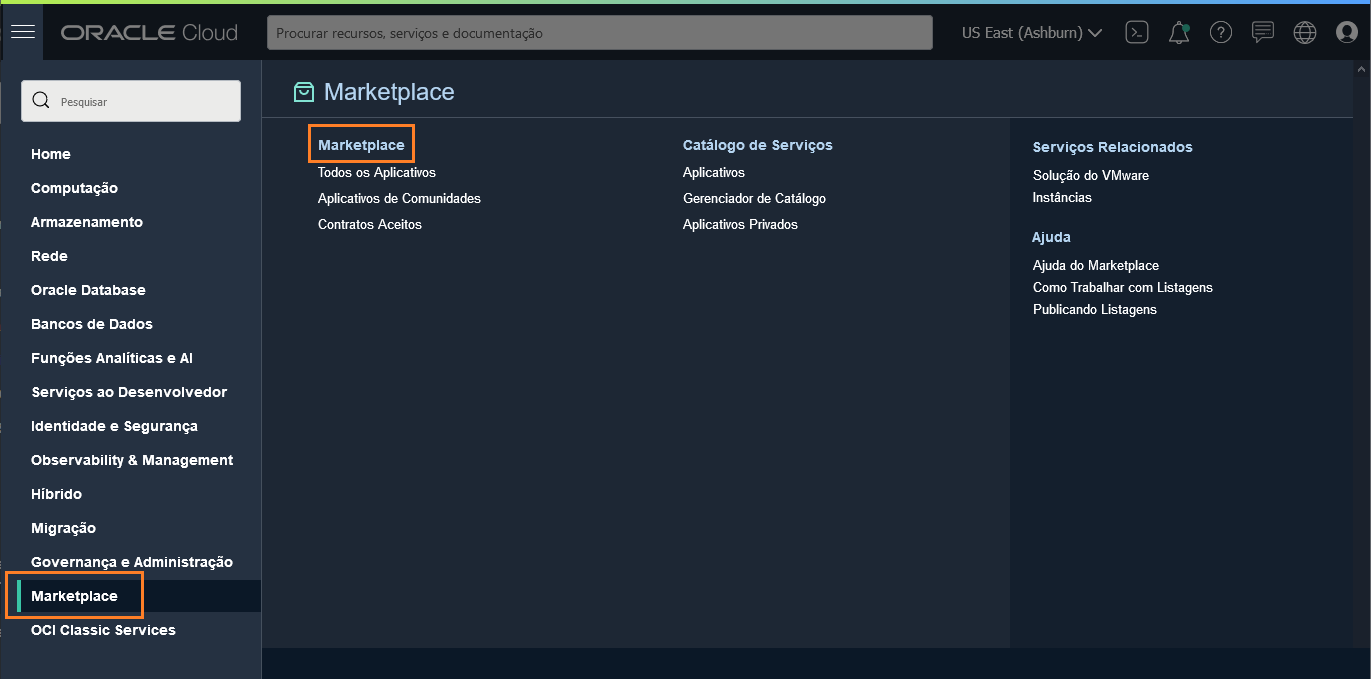 ORACLE Cloud
Procurar recursos, serviços e documentação
US East (Ashburn)
Pesquisar
Home
Computação
Armazenamento
Rede
Oracle Database
Bancos de Dados
Funções Analíticas e AI
Serviços ao Desenvolvedor
Identidade e Segurança
Observability & Management
Híbrido
Migração
Governança e Administração
Marketplace
OCI Classic Services
Marketplace
Marketplace
Todos os Aplicativos
Aplicativos de Comunidades
Contratos Aceitos
Catálogo de Serviços
Aplicativos
Gerenciador de Catálogo
Aplicativos Privados
Serviços Relacionados
Solução do VMware
Instâncias
Ajuda
Ajuda do Marketplace
Como Trabalhar com Listagens
Publicando Listagens